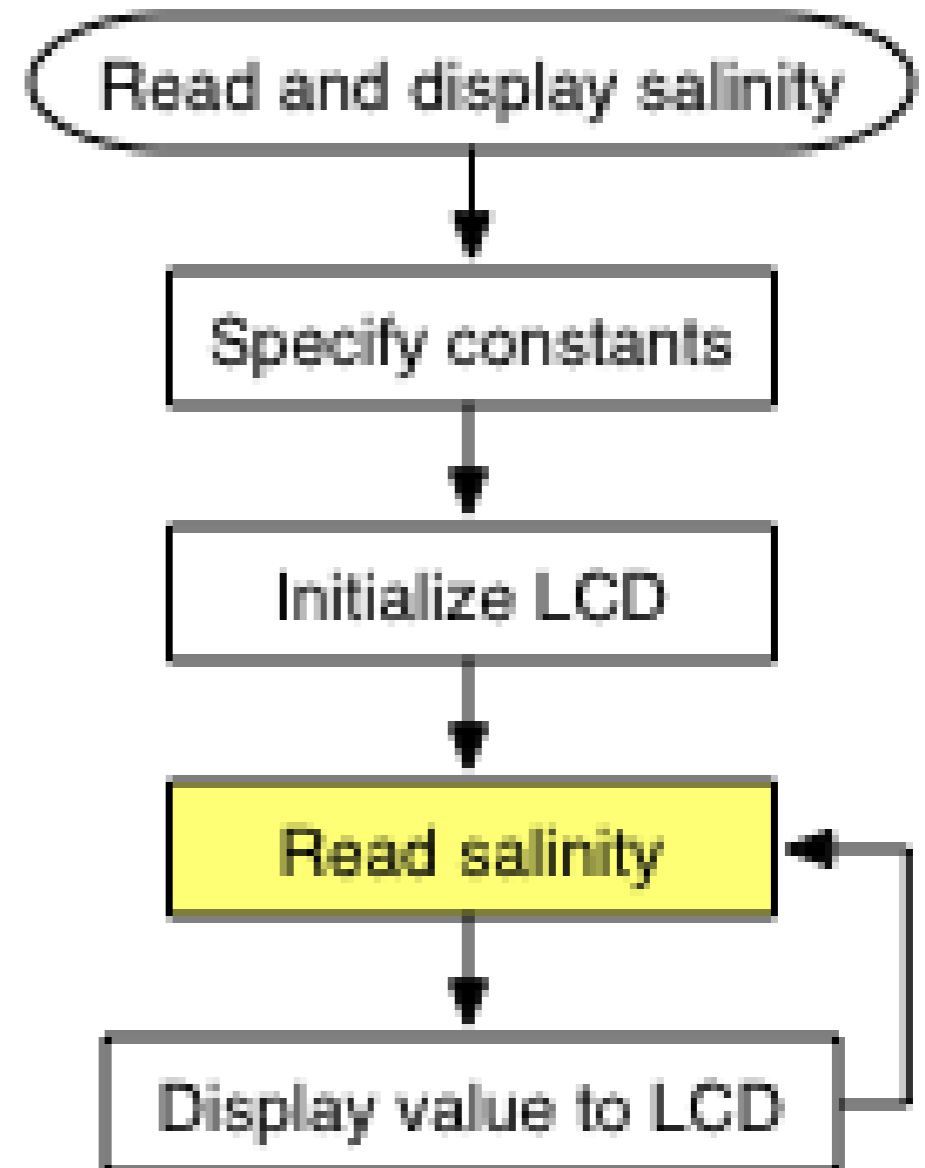 Read and display salinity
Specify constants
Initialize LCD
Read salinity
Display value to LCD